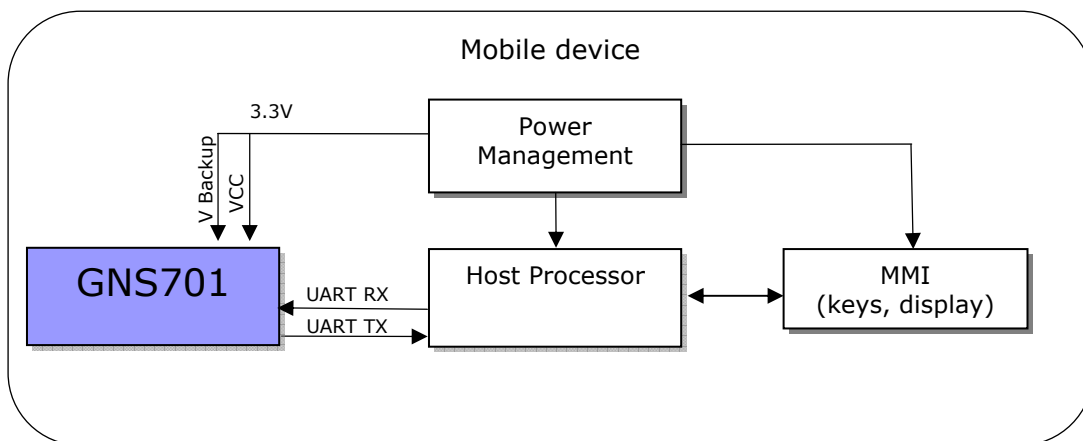 Mobile device
3.3V
Power
Management
V Backup
VCC
GNS701
UART RX
UART TX
Host Processor
MMI
(keys, display)